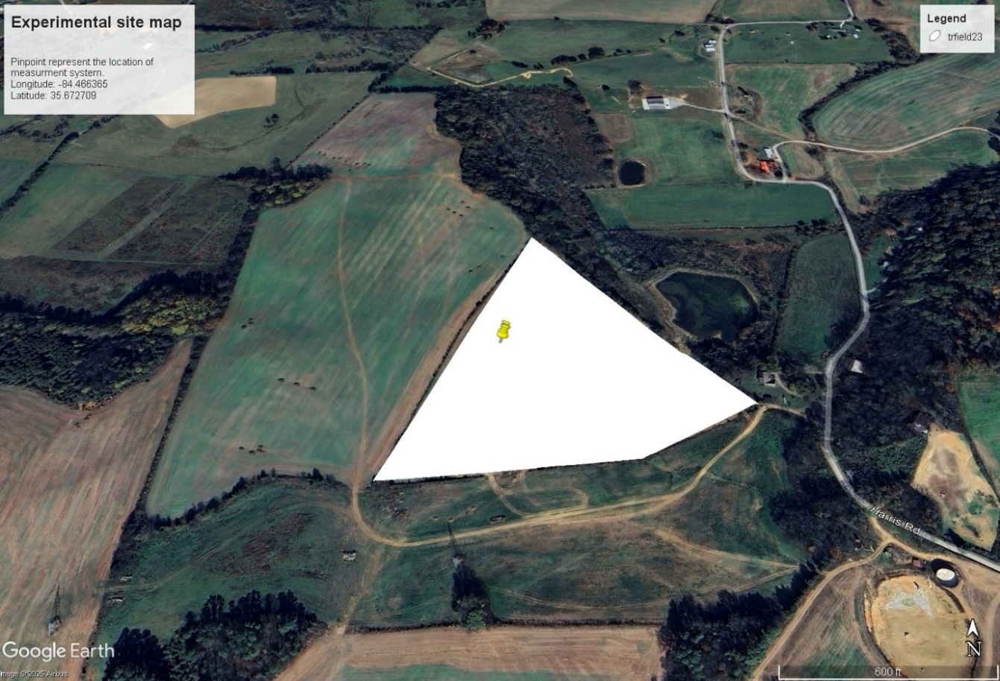 Experimental site map
Pinpoint represent the location of
measurment system.
Longitude: -84.466365
Latitude: 35.672709
Legend
trfield23
Harris Rd
Google Earth
Image © 2025 Airbus
N
600 ft